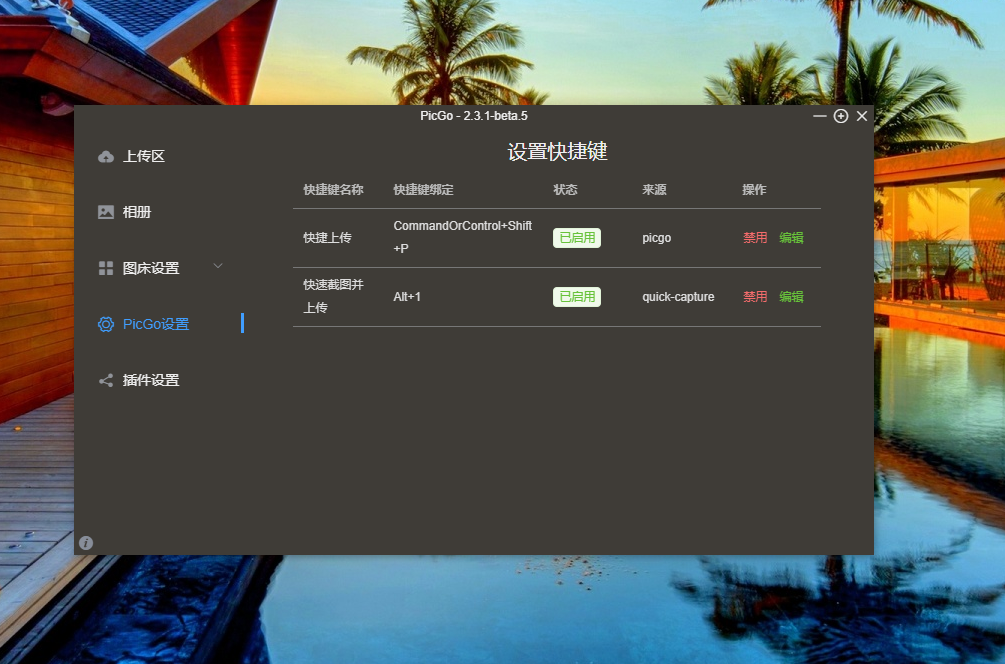 PicGo - 2.3.1-beta.5
上传区
相册
图床设置
PicGo设置
插件设置
设置快捷键
快捷键名称 快捷键绑定 状态 来源 操作
快捷上传 CommandOrControl+Shift 已启用 picgo 禁用 编辑
+P
快速截图并 Alt+1 已启用 quick-capture 禁用 编辑
上传